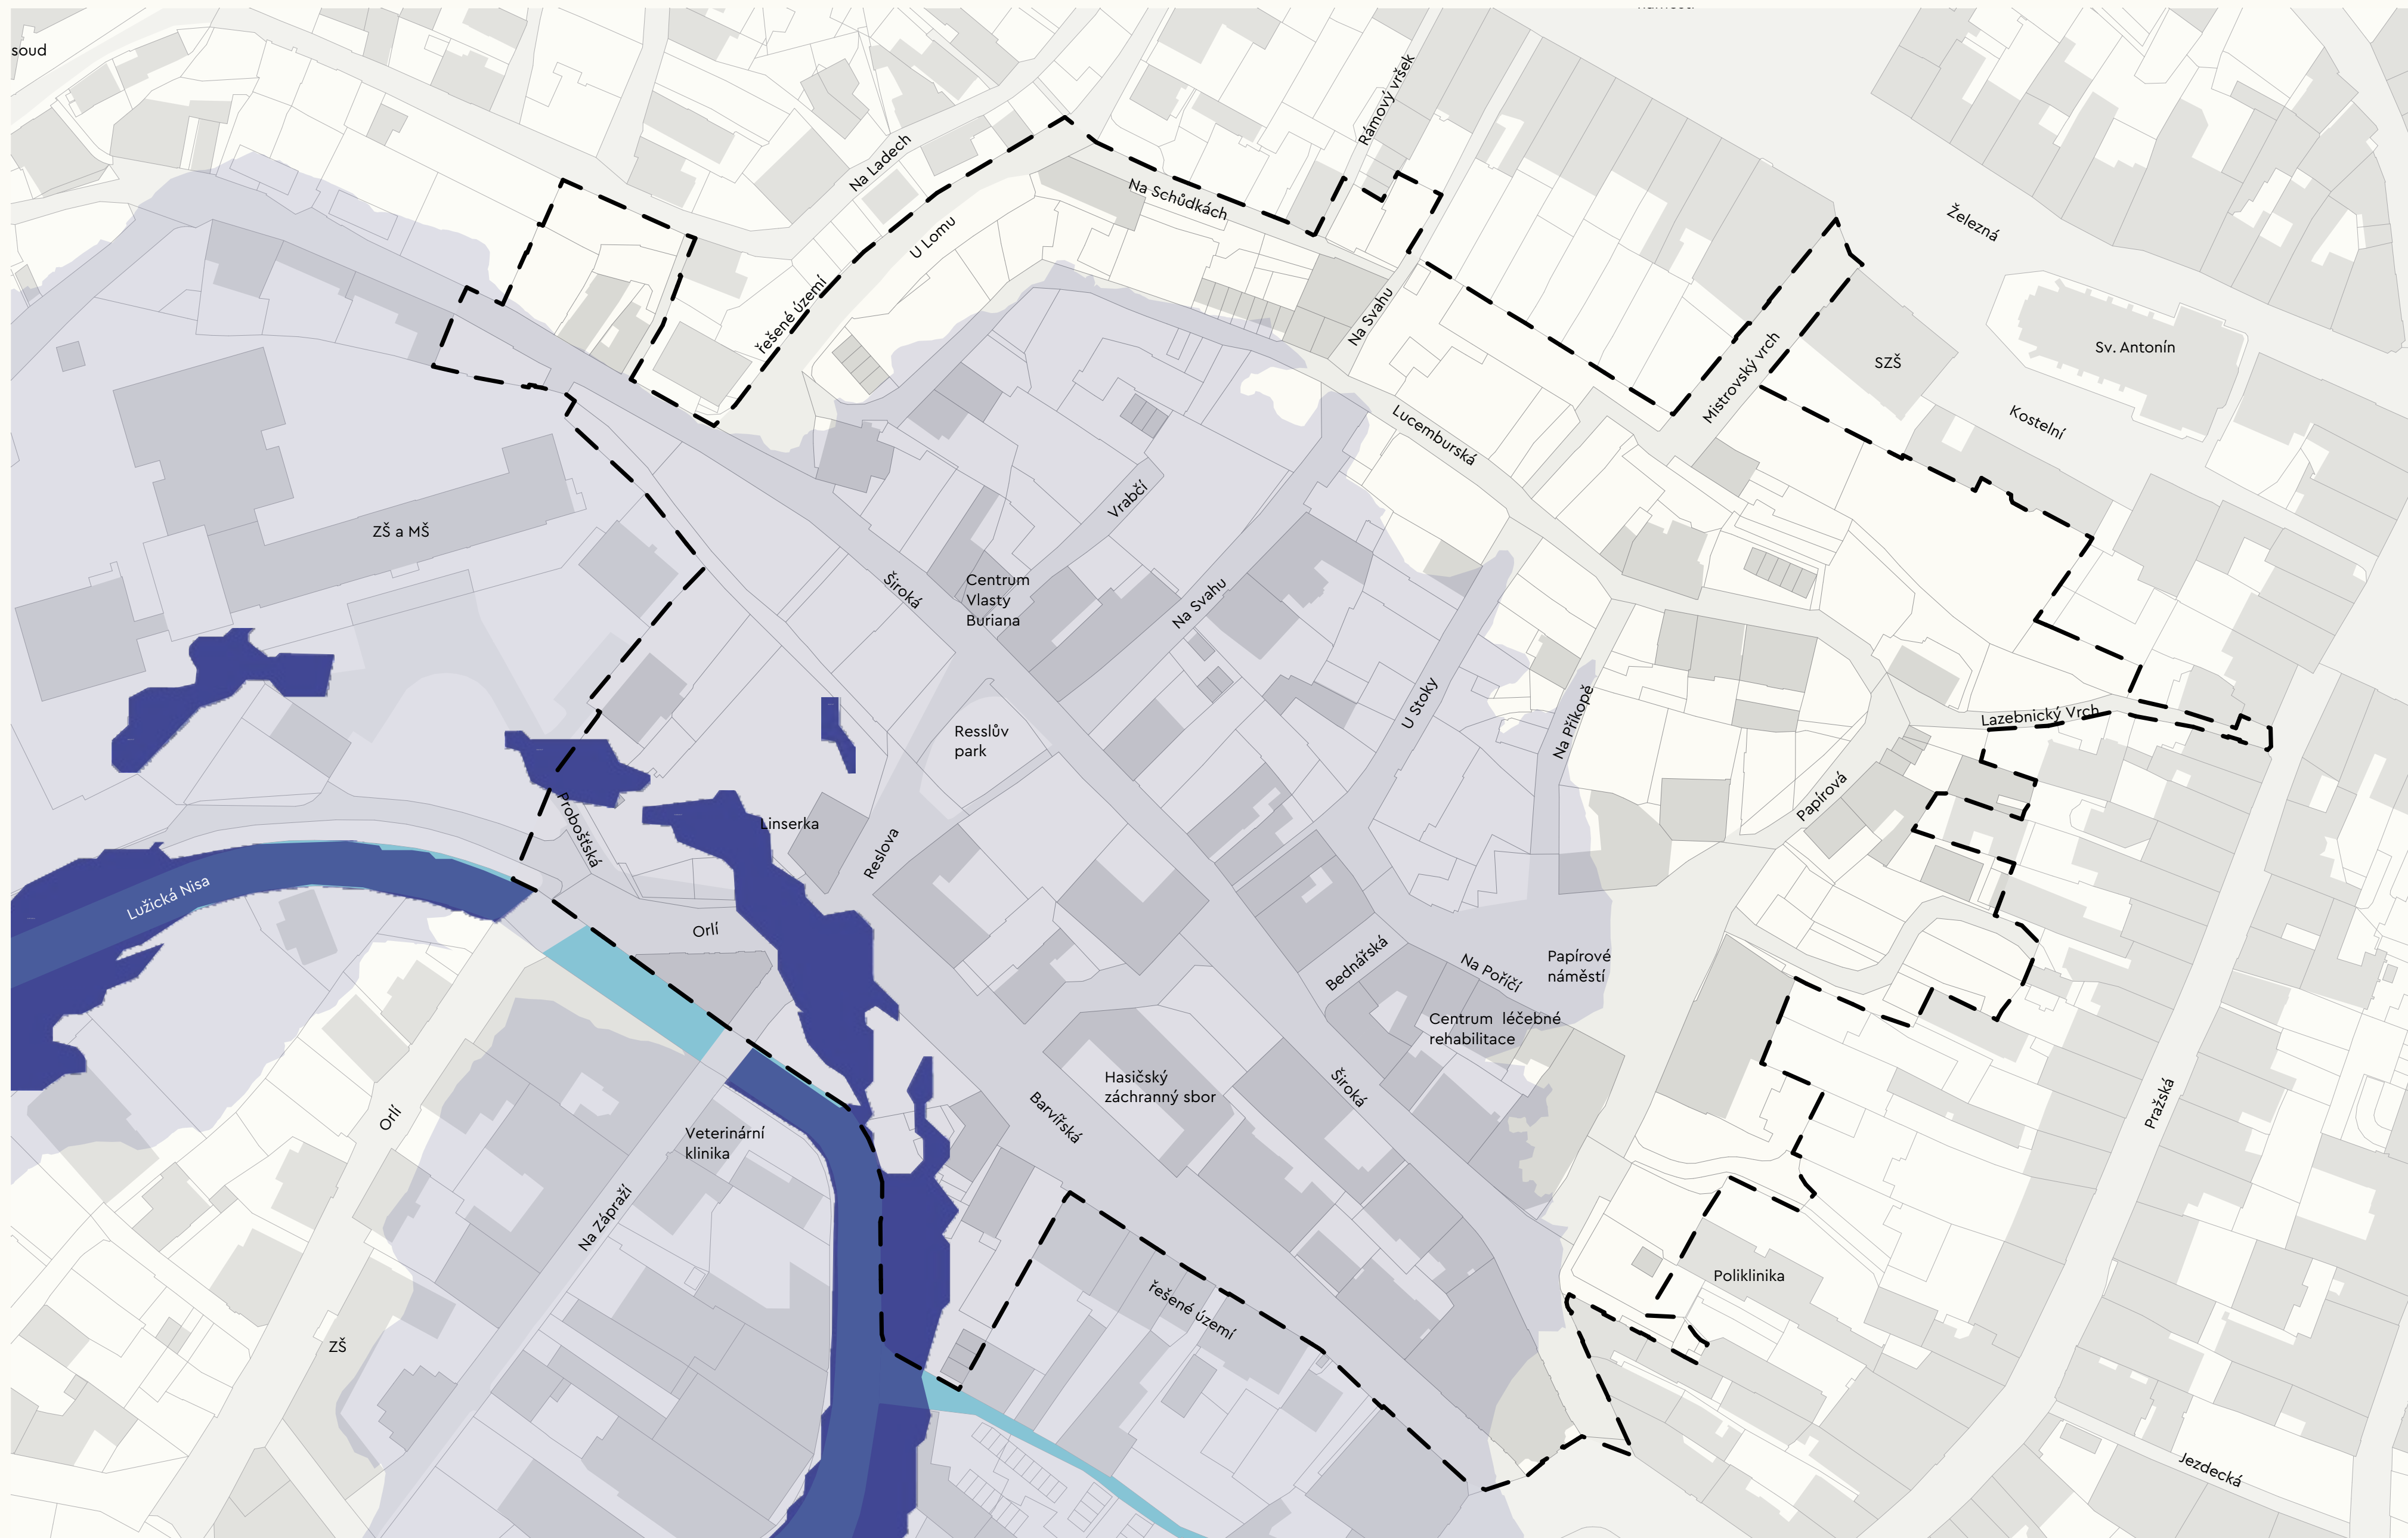 soud
Rámový vršek
Na Ladech
Na Schůdkách
Železná
U Lomu
řešené území
Na Svahu
Mistrovský vrch
SZŠ
Sv. Antonín
Kostelní
Lucemburská
Vrabčí
ZŠ a MŠ
Široká
Centrum
Vlasty
Buriana
Na Svahu
U Stoky
Na Příkopě
Lazebnický Vrch
Resslův
park
Papírová
Probošťská
Linserka
Reslova
Lužická Nisa
Orlí
Bednářská
Na Poříčí
Papírové
náměstí
Centrum léčebné
rehabilitace
Hasičský
záchranný sbor
Široká
Barvířská
Orlí
Veterinární
klinika
Pražská
Na Zápraží
Poliklinika
řešené území
ZŠ
Jezdecká